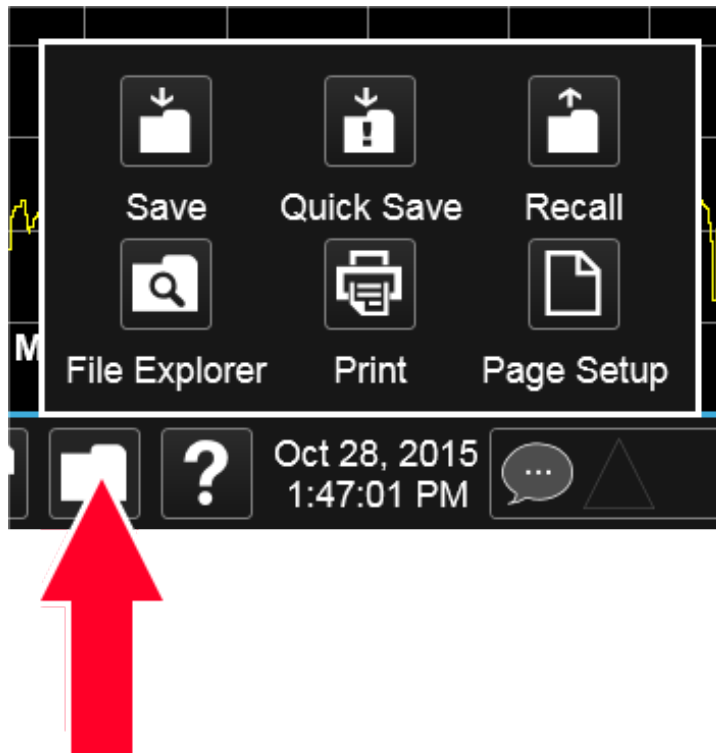 Save Quick Save Recall
M
File Explorer Print Page Setup
? Oct 28, 2015
1:47:01 PM